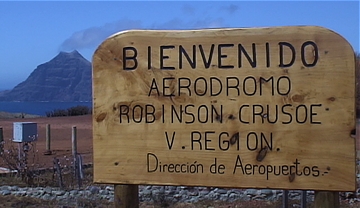 BIENVENIDO
AERODROMO
ROBINSON. CRUSOE
V. REGION.
Dirección de Aeropuertos.-